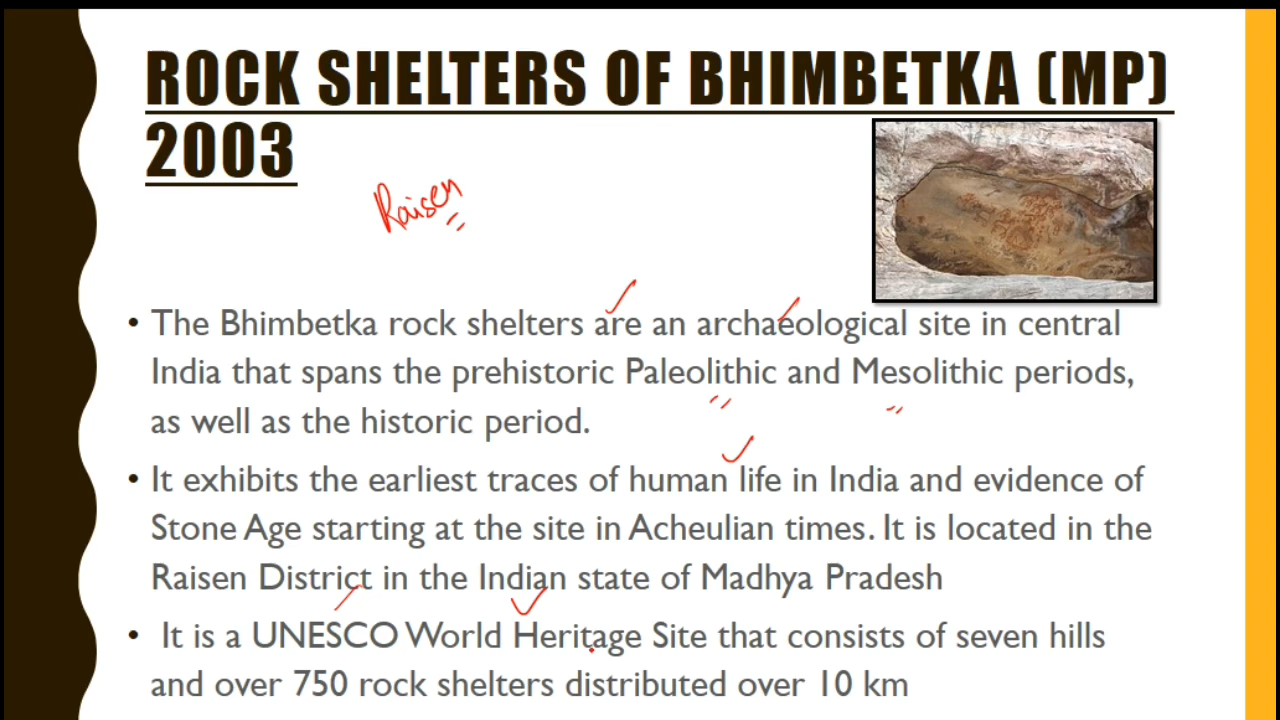 ROCK SHELTERS OF BHIMBETKA (MP)
2003
Raisen
• The Bhimbetka rock shelters are an archaeological site in central
India that spans the prehistoric Paleolithic and Mesolithic periods,
as well as the historic period.
• It exhibits the earliest traces of human life in India and evidence of
Stone Age starting at the site in Acheulian times. It is located in the
Raisen District in the Indian state of Madhya Pradesh
• It is a UNESCO World Heritage Site that consists of seven hills
and over 750 rock shelters distributed over 10 km